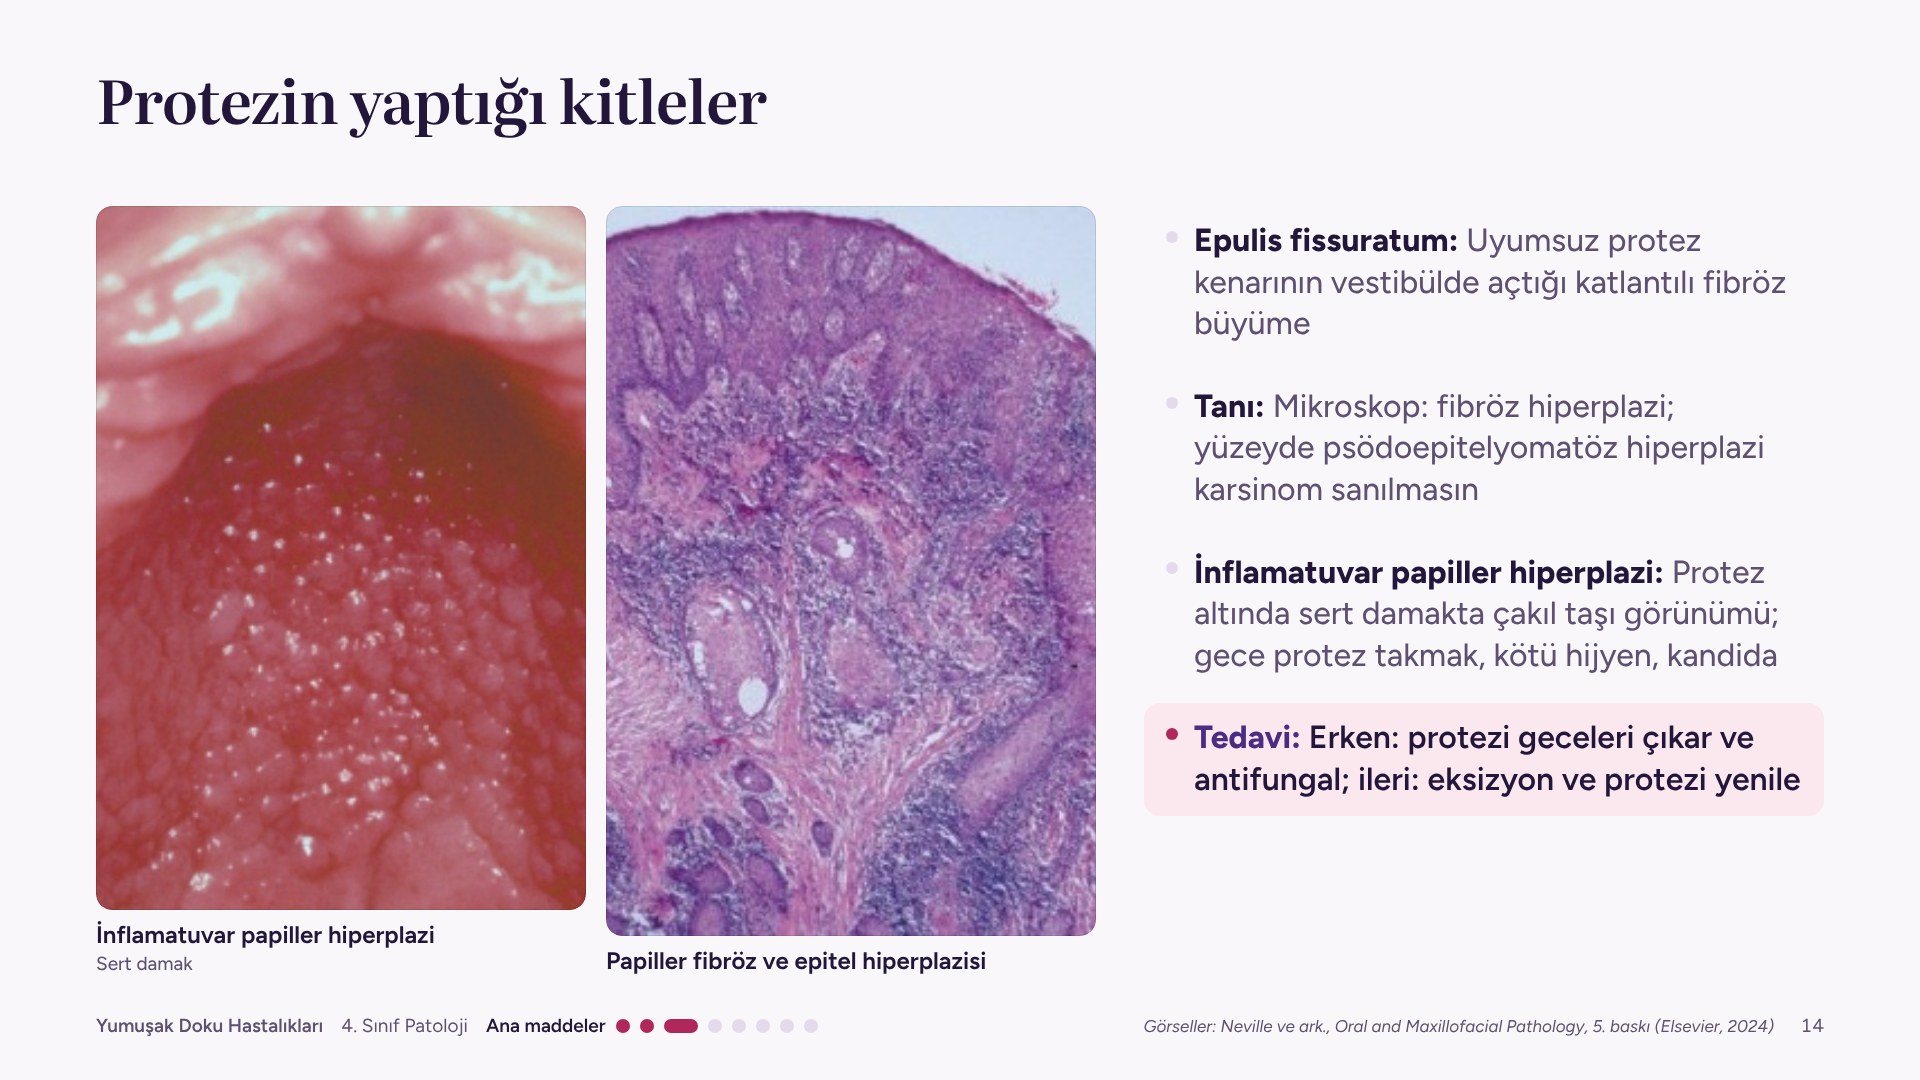 Protezin yaptığı kitleler
Epulis fissuratum: Uyumsuz protez
kenarının vestibülde açtığı katlantılı fibröz
büyüme
Tanı: Mikroskop: fibröz hiperplazi;
yüzeyde psödoepitelyomatöz hiperplazi
karsinom sanılmasın
İnflamatuvar papiller hiperplazi: Protez
altında sert damakta çakıl taşı görünümü;
gece protez takmak, kötü hijyen, kandida
Tedavi: Erken: protezi geceleri çıkar ve
antifungal; ileri: eksizyon ve protezi yenile
İnflamatuvar papiller hiperplazi
Sert damak
Papiller fibröz ve epitel hiperplazisi
Yumuşak Doku Hastalıkları 4. Sınıf Patoloji Ana maddeler
Görseller: Neville ve ark., Oral and Maxillofacial Pathology, 5. baskı (Elsevier, 2024) 14